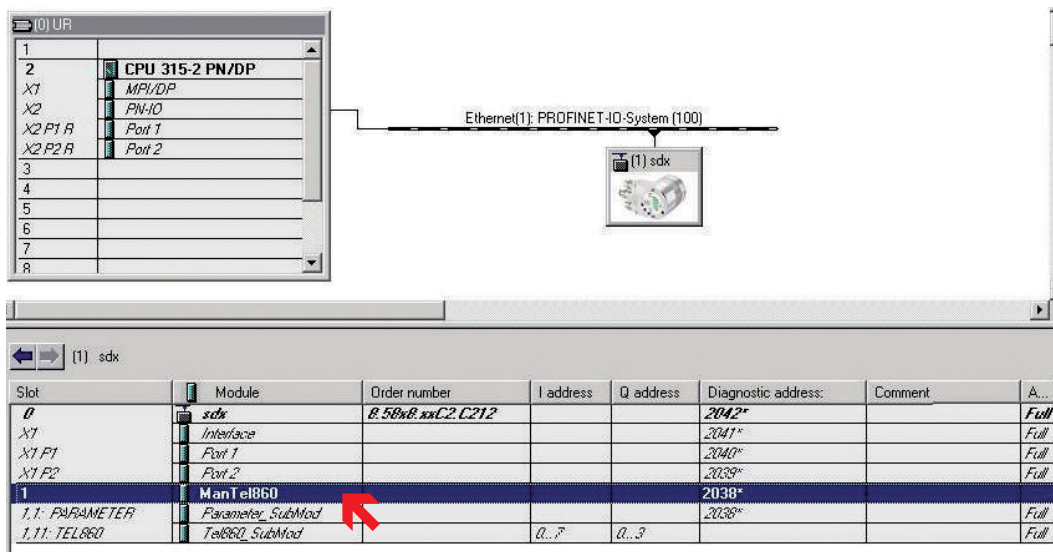 (0) UR
1
2 CPU 315-2 PN/DP
X1 MPI/DP
X2 PN-IO
X2 P1 R Port 1
X2 P2 R Port 2
3
4
5
6
7
8
Ethernet(1): PROFINET-IO-System (100)
(1) sdx
(1) sdx
Slot Module Order number I address Q address Diagnostic address: Comment A...
0 sdx 8.58x8.xxC2.C212 2042* Full
X1 Interface 2041* Full
X1 P1 Port 1 2040* Full
X1 P2 Port 2 2039* Full
1 ManTel860 2038*
1.1: PARAMETER Parameter_SubMod 2038* Full
1.11: TEL860 Tel860_SubMod 0...7 0...3 Full